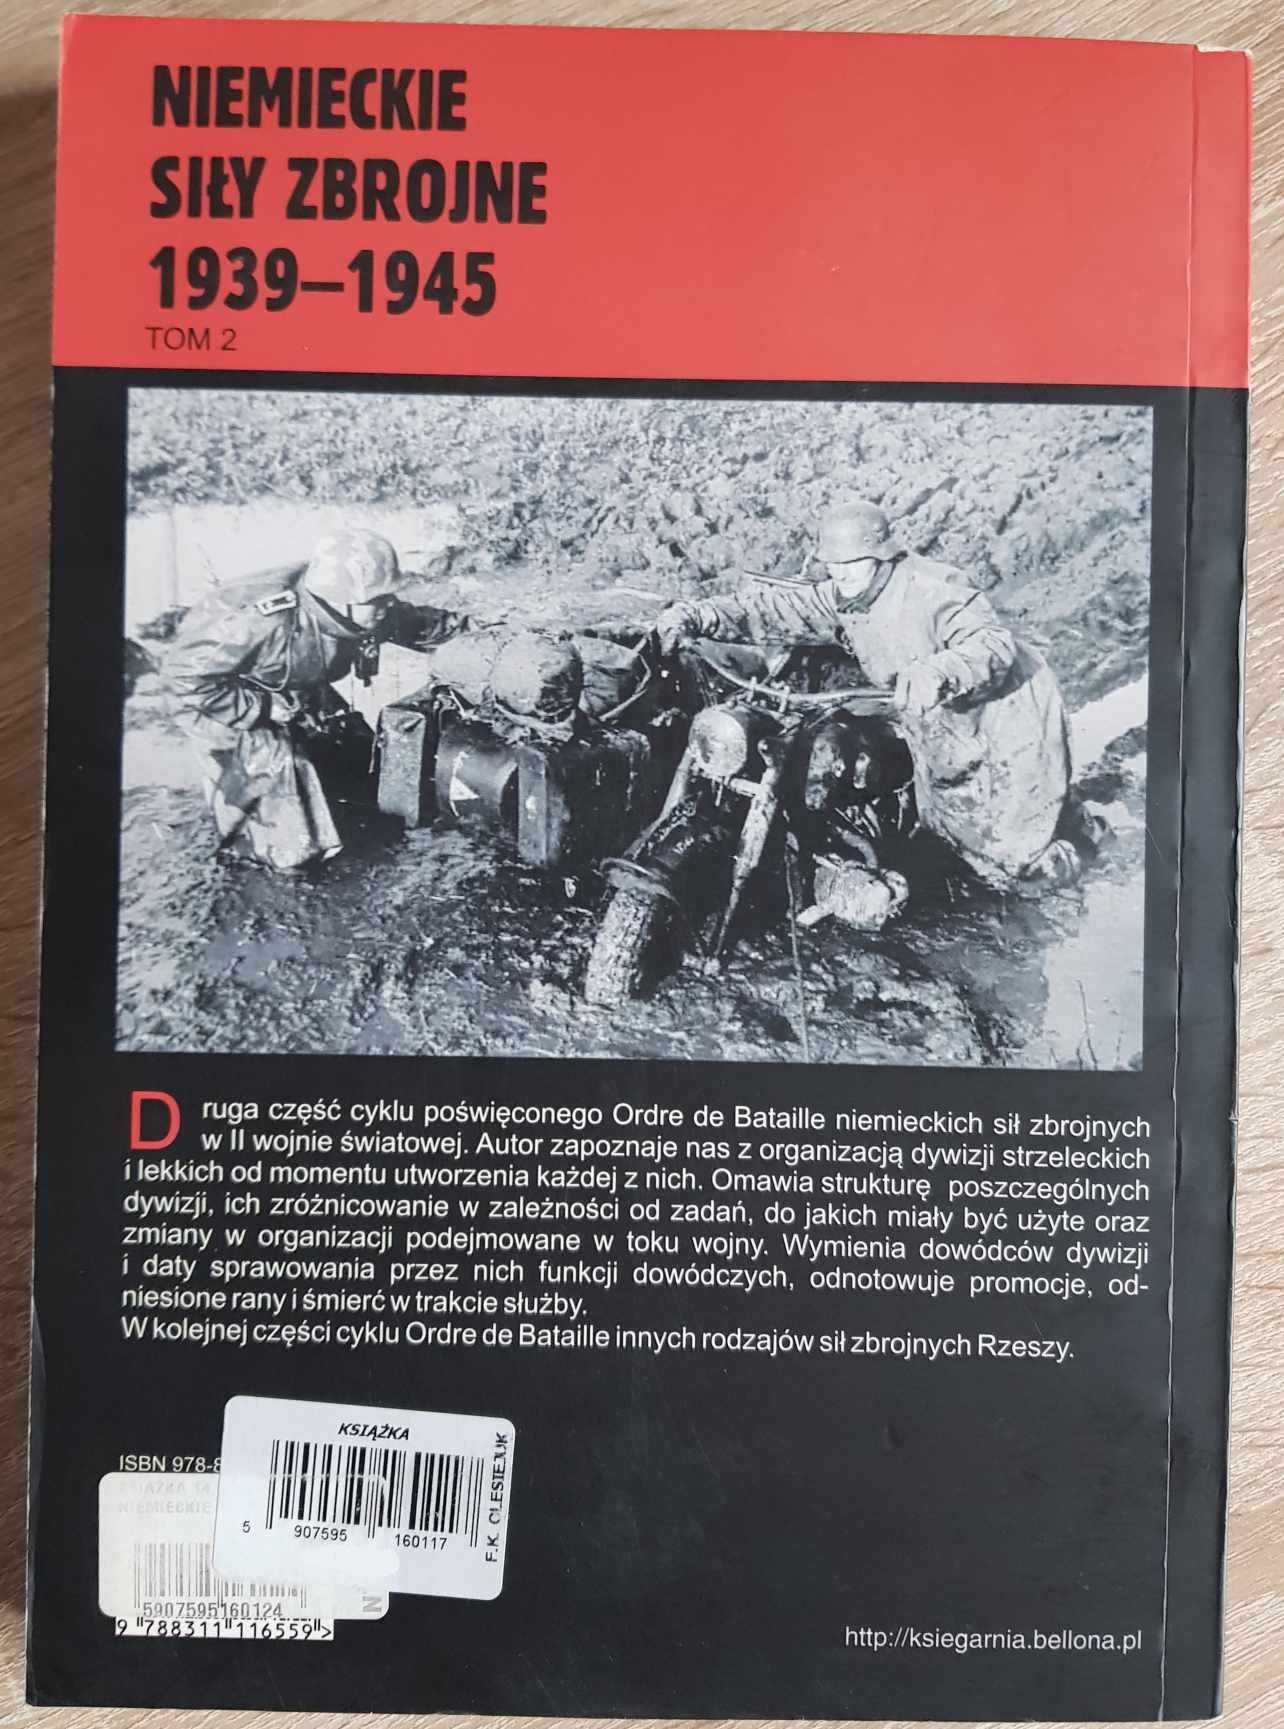 NIEMIECKIE
SIŁY ZBROJNE
1939–1945
TOM 2
Druga część cyklu poświęconego Ordre de Bataille niemieckich sił zbrojnych
w II wojnie światowej. Autor zapoznaje nas z organizacją dywizji strzeleckich
i lekkich od momentu utworzenia każdej z nich. Omawia strukturę poszczególnych
dywizji, ich zróżnicowanie w zależności od zadań, do jakich miały być użyte oraz
zmiany w organizacji podejmowane w toku wojny. Wymienia dowódców dywizji
i daty sprawowania przez nich funkcji dowódczych, odnotowuje promocje, od-
niesione rany i śmierć w trakcie służby.
W kolejnej części cyklu Ordre de Bataille innych rodzajów sił zbrojnych Rzeszy.
KSIĄŻKA
5 907595 160117
F.K. OLESIEJUK
ISBN 978-8
KSIĄŻKA 14
NIEMIECKIE
5907595160124
N
9 788311 116559 >
http://ksiegarnia.bellona.pl